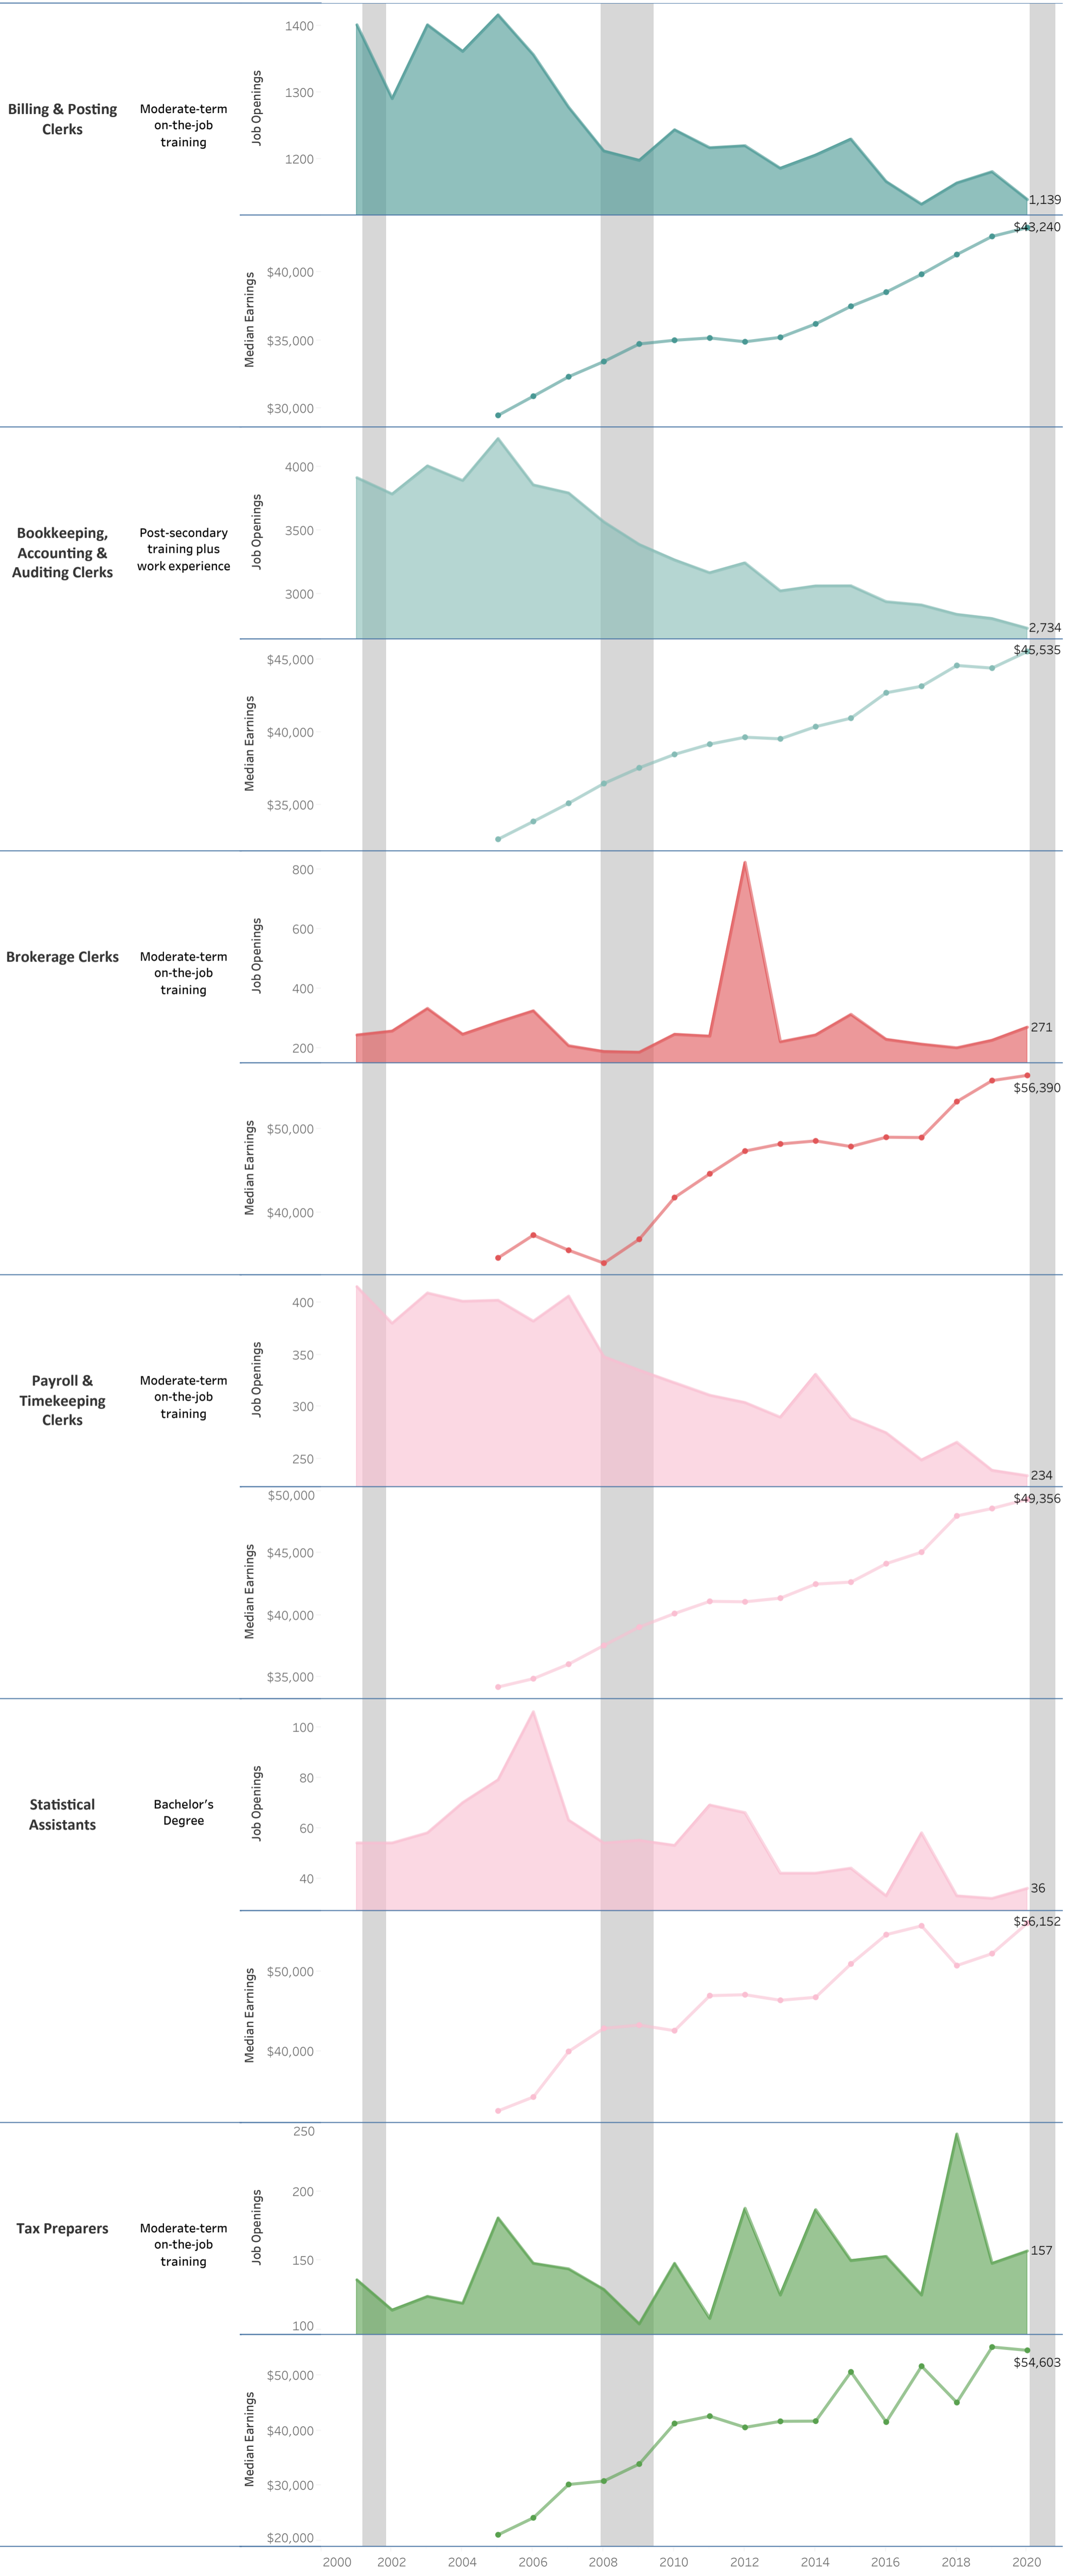 Billing & Posting
Clerks
Moderate-term
on-the-job
training
Job Openings
1400
1300
1200
1,139
Median Earnings
$40,000
$35,000
$30,000
$43,240
Bookkeeping,
Accounting &
Auditing Clerks
Post-secondary
training plus
work experience
Job Openings
4000
3500
3000
2,734
Median Earnings
$45,000
$40,000
$35,000
$45,535
Brokerage Clerks
Moderate-term
on-the-job
training
Job Openings
800
600
400
200
271
Median Earnings
$50,000
$40,000
$56,390
Payroll &
Timekeeping
Clerks
Moderate-term
on-the-job
training
Job Openings
400
350
300
250
234
Median Earnings
$50,000
$45,000
$40,000
$35,000
$49,356
Statistical
Assistants
Bachelor's
Degree
Job Openings
100
80
60
40
36
Median Earnings
$50,000
$40,000
$56,152
Tax Preparers
Moderate-term
on-the-job
training
Job Openings
250
200
150
100
157
Median Earnings
$50,000
$40,000
$30,000
$20,000
$54,603
2000 2002 2004 2006 2008 2010 2012 2014 2016 2018 2020